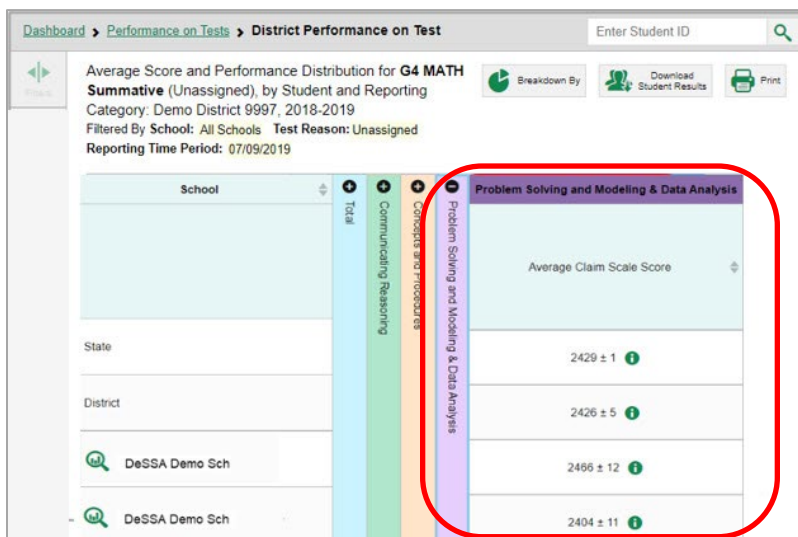 Dashboard > Performance on Tests > District Performance on Test
Enter Student ID
Average Score and Performance Distribution for G4 MATH
Summative (Unassigned), by Student and Reporting
Category: Demo District 9997, 2018-2019
Filtered By School: All Schools Test Reason: Unassigned
Reporting Time Period: 07/09/2019
Breakdown By
Download
Student Results
Print
School
Total
Communicating Reasoning
Concepts and Procedures
Problem Solving and Modeling & Data Analysis
Problem Solving and Modeling & Data Analysis
Average Claim Scale Score
State
2429 ± 1
District
2426 ± 5
DeSSA Demo Sch
2466 ± 12
DeSSA Demo Sch
2404 ± 11